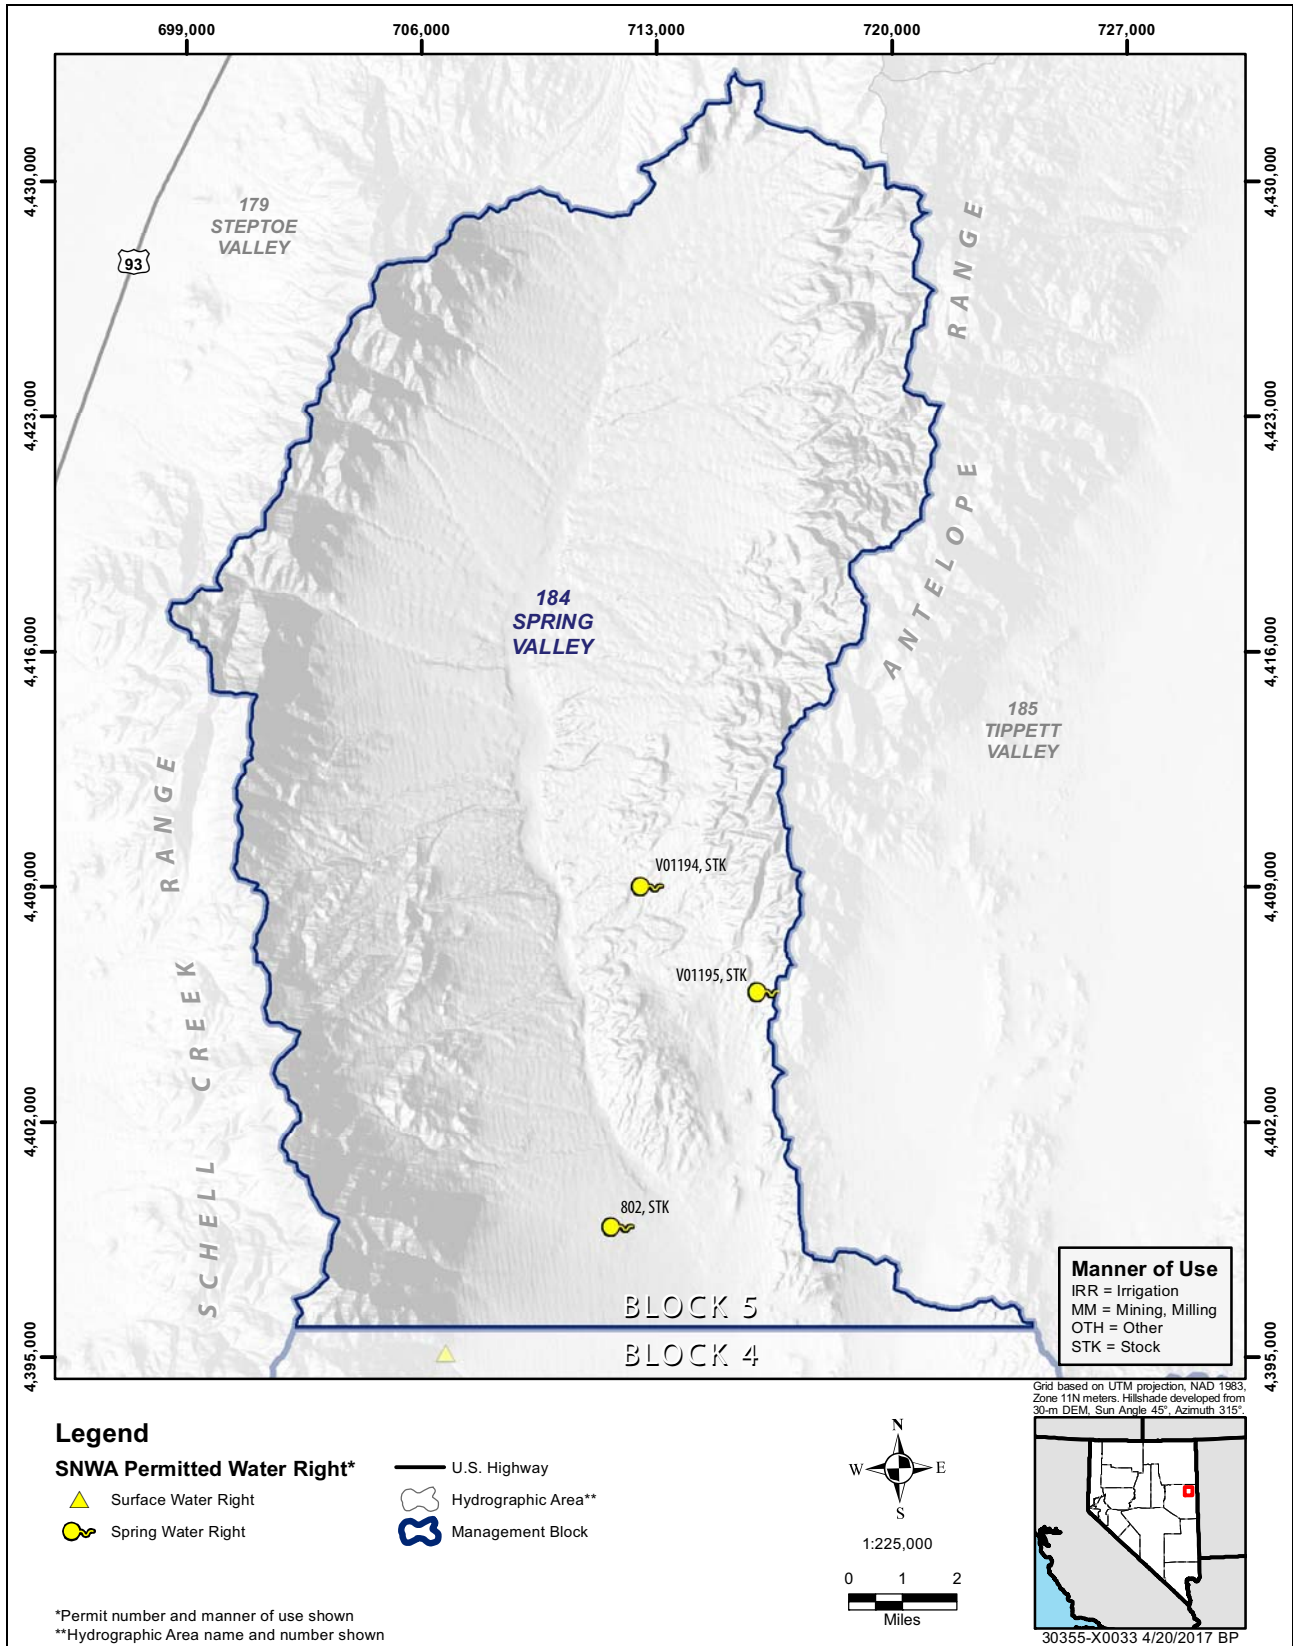 699,000 706,000 713,000 720,000 727,000
4,430,000 4,430,000
4,423,000 4,423,000
4,416,000 4,416,000
4,409,000 4,409,000
4,402,000 4,402,000
4,395,000 4,395,000
179
STEPTOE
VALLEY
93
ANTELOPE RANGE
184
SPRING
VALLEY
185
TIPPETT
VALLEY
SCHELL CREEK RANGE
V01194, STK
V01195, STK
802, STK
BLOCK 5
BLOCK 4
Manner of Use
IRR = Irrigation
MM = Mining, Milling
OTH = Other
STK = Stock
Grid based on UTM projection, NAD 1983,
Zone 11N meters. Hillshade developed from
30-m DEM, Sun Angle 45°, Azimuth 315°.
Legend
SNWA Permitted Water Right*
Surface Water Right
Spring Water Right
U.S. Highway
Hydrographic Area**
Management Block
N
W E
S
1:225,000
0 1 2
Miles
*Permit number and manner of use shown
**Hydrographic Area name and number shown
30355-X0033 4/20/2017 BP